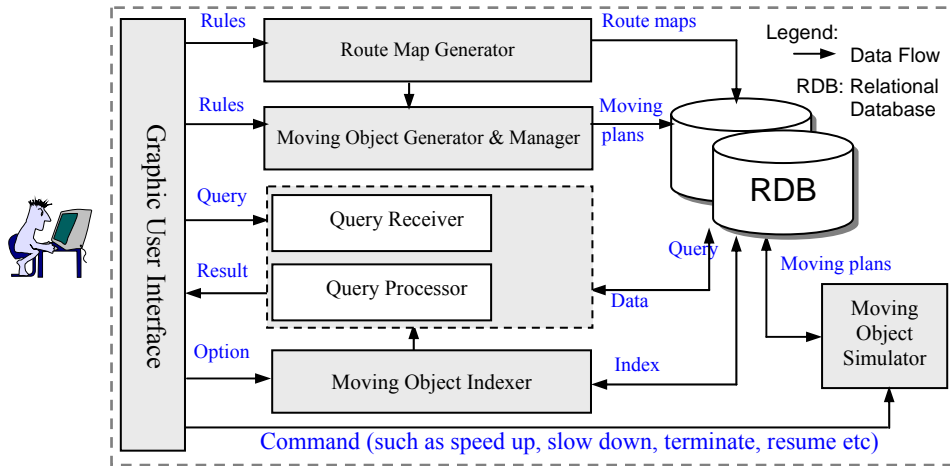 Rules
Route Map Generator
Route maps
Legend:
Data Flow
RDB: Relational
Database
Rules
Moving Object Generator & Manager
Moving
plans
Graphic User Interface
RDB
Query
Query Receiver
Query
Result
Query Processor
Data
Moving plans
Moving
Object
Simulator
Option
Moving Object Indexer
Index
Command (such as speed up, slow down, terminate, resume etc)